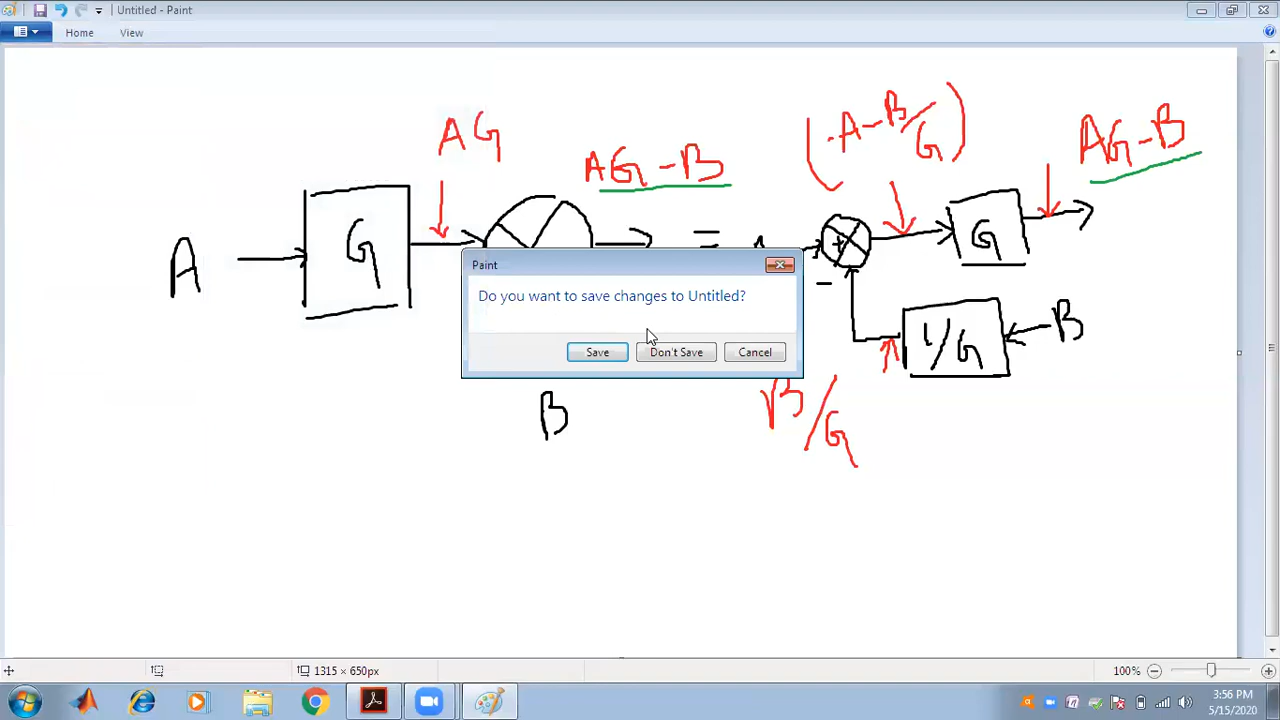 Untitled - Paint
Home View
AG
AG - B
(A - B/G)
AG - B
A
G
=
+
G
-
1/G
B
Paint
Do you want to save changes to Untitled?
Save Don't Save Cancel
B
B/G
1315 × 650px
100%
3:56 PM
5/15/2020